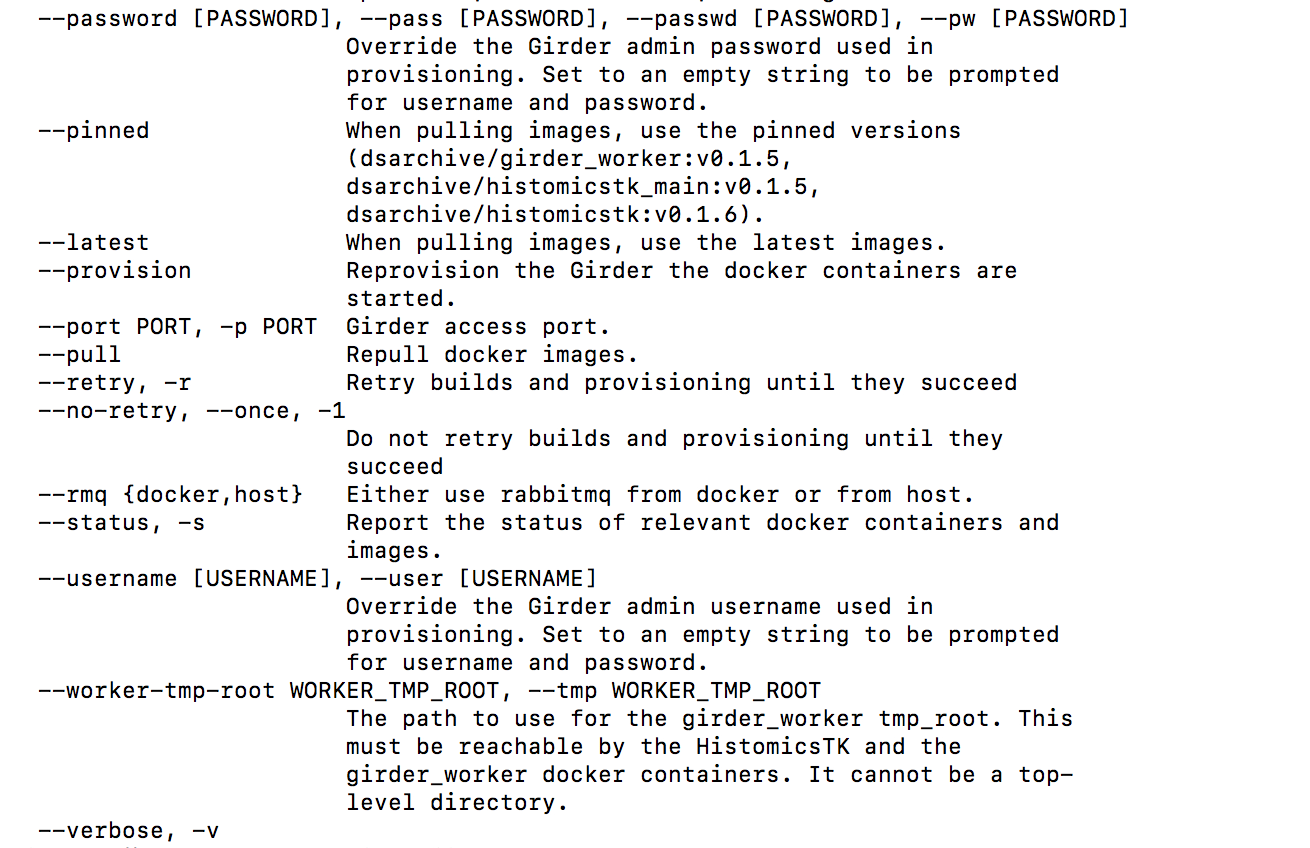 --password [PASSWORD], --pass [PASSWORD], --passwd [PASSWORD], --pw [PASSWORD]
Override the Girder admin password used in
provisioning. Set to an empty string to be prompted
for username and password.
--pinned When pulling images, use the pinned versions
(dsarchive/girder_worker:v0.1.5,
dsarchive/histomicstk_main:v0.1.5,
dsarchive/histomicstk:v0.1.6).
--latest When pulling images, use the latest images.
--provision Reprovision the Girder the docker containers are
started.
--port PORT, -p PORT Girder access port.
--pull Repull docker images.
--retry, -r Retry builds and provisioning until they succeed
--no-retry, --once, -1
Do not retry builds and provisioning until they
succeed
--rmq {docker,host} Either use rabbitmq from docker or from host.
--status, -s Report the status of relevant docker containers and
images.
--username [USERNAME], --user [USERNAME]
Override the Girder admin username used in
provisioning. Set to an empty string to be prompted
for username and password.
--worker-tmp-root WORKER_TMP_ROOT, --tmp WORKER_TMP_ROOT
The path to use for the girder_worker tmp_root. This
must be reachable by the HistomicsTK and the
girder_worker docker containers. It cannot be a top-
level directory.
--verbose, -v